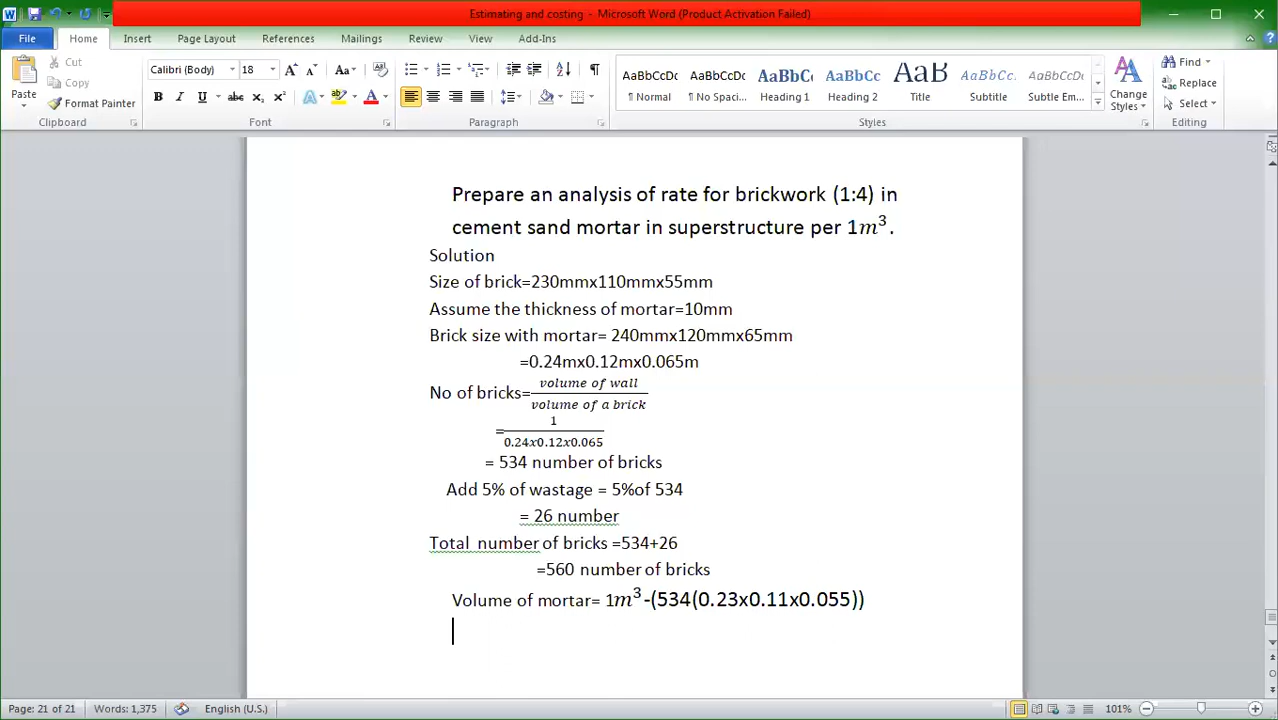 Estimating and costing - Microsoft Word (Product Activation Failed)
File Home Insert Page Layout References Mailings Review View Add-Ins
Cut
Copy
Format Painter
Paste
Clipboard
Calibri (Body) 18
Font
Paragraph
AaBbCcDc AaBbCcDc AaBbC AaBbCc AaB AaBbCcL AaBbCcDc
¶ Normal ¶ No Spaci... Heading 1 Heading 2 Title Subtitle Subtle Em...
Styles
Change Styles
Find
Replace
Select
Editing
Prepare an analysis of rate for brickwork (1:4) in
cement sand mortar in superstructure per 1m³.
Solution
Size of brick=230mmx110mmx55mm
Assume the thickness of mortar=10mm
Brick size with mortar= 240mmx120mmx65mm
=0.24mx0.12mx0.065m
No of bricks= volume of wall
volume of a brick
= 1
0.24x0.12x0.065
= 534 number of bricks
Add 5% of wastage = 5%of 534
= 26 number
Total number of bricks =534+26
=560 number of bricks
Volume of mortar= 1m³-(534(0.23x0.11x0.055))
Page: 21 of 21 Words: 1,375 English (U.S.) 101%